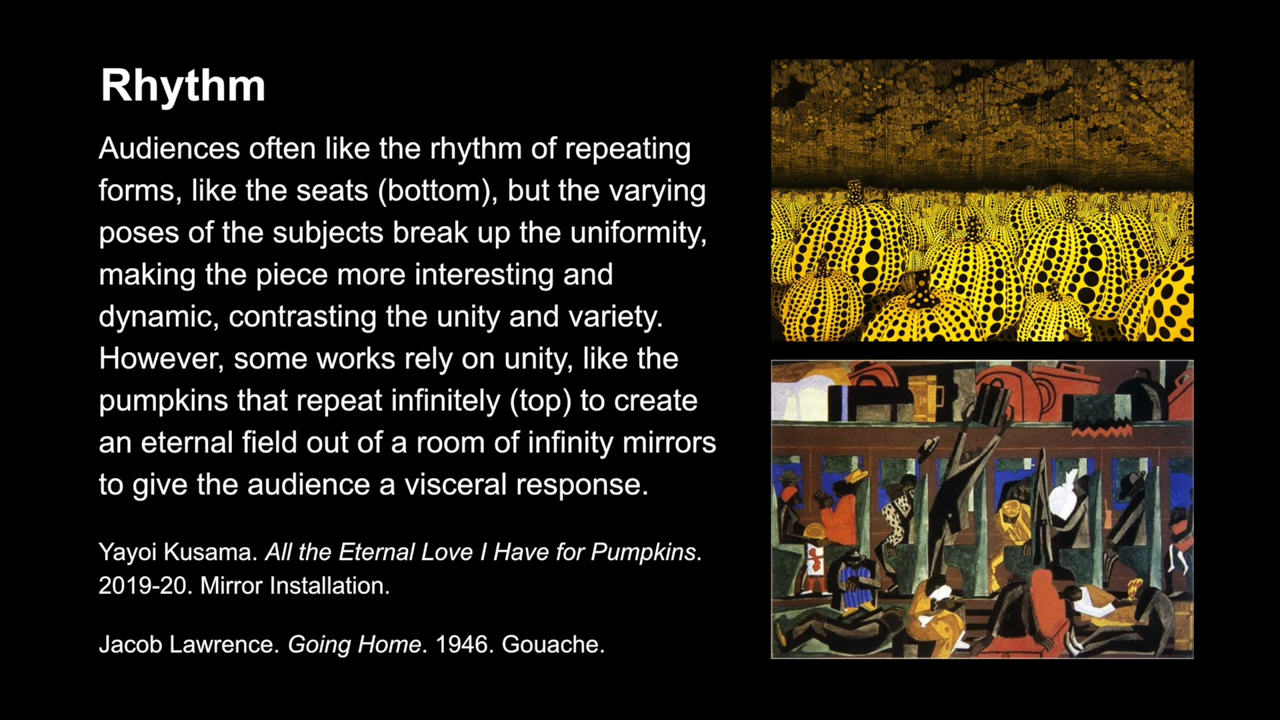 Rhythm
Audiences often like the rhythm of repeating
forms, like the seats (bottom), but the varying
poses of the subjects break up the uniformity,
making the piece more interesting and
dynamic, contrasting the unity and variety.
However, some works rely on unity, like the
pumpkins that repeat infinitely (top) to create
an eternal field out of a room of infinity mirrors
to give the audience a visceral response.
Yayoi Kusama. All the Eternal Love I Have for Pumpkins.
2019-20. Mirror Installation.
Jacob Lawrence. Going Home. 1946. Gouache.